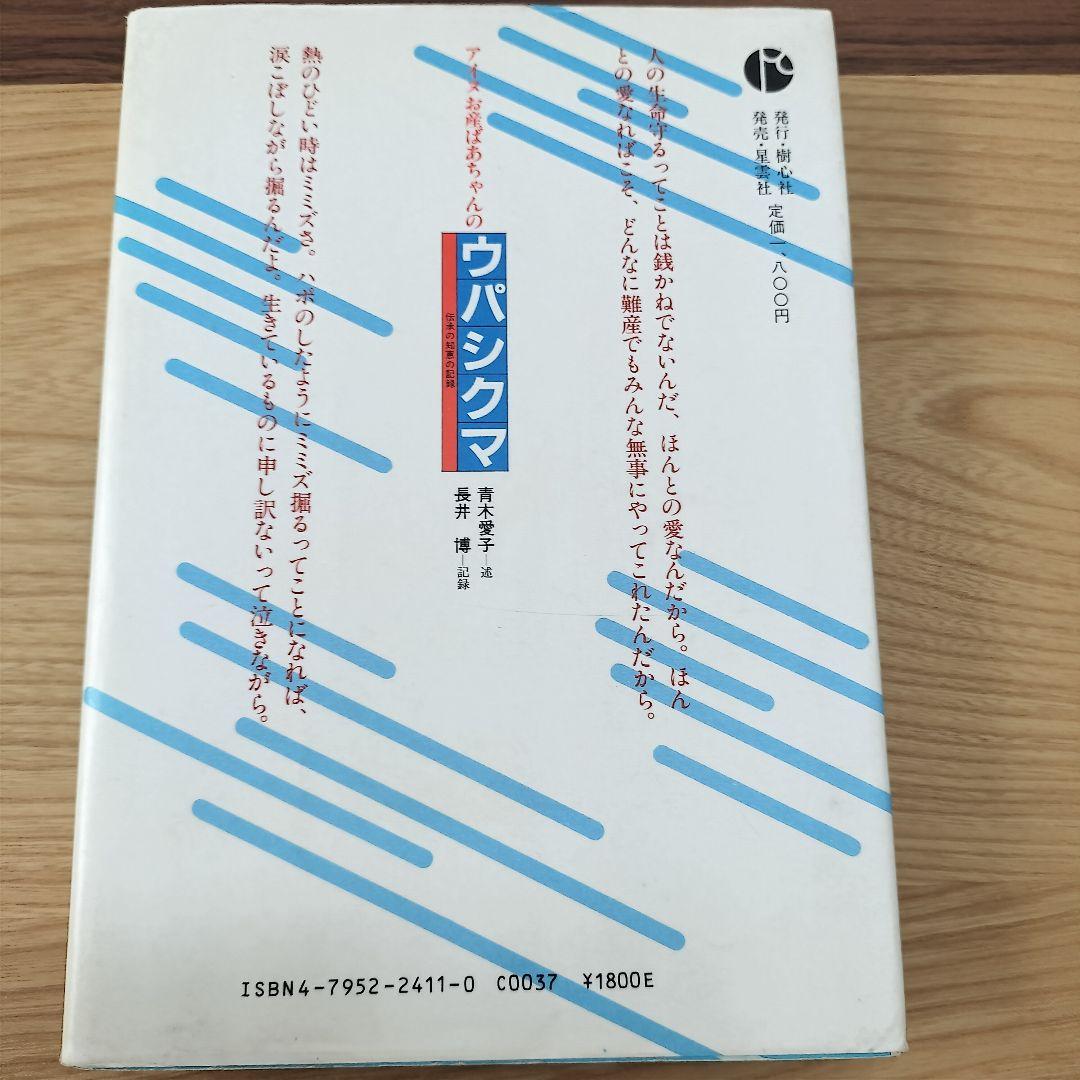 発行・樹心社
発売・星雲社
定価一、八〇〇円
人の生命守るってことは銭かねでないんだ、ほんとの愛なんだから。ほん
との愛なればこそ、どんなに難産でもみんな無事にやってこれたんだから。
アイヌお産ばあちゃんの
ウパシクマ
伝承の知恵の記録
青木愛子―述
長井 博―記録
熱のひどい時はミミズさ。ハポのしたようにミミズ掘るってことになれば、
涙こぼしながら掘るんだよ。生きているものに申し訳ないって泣きながら。
ISBN4-7952-2411-0 C0037 ¥1800E